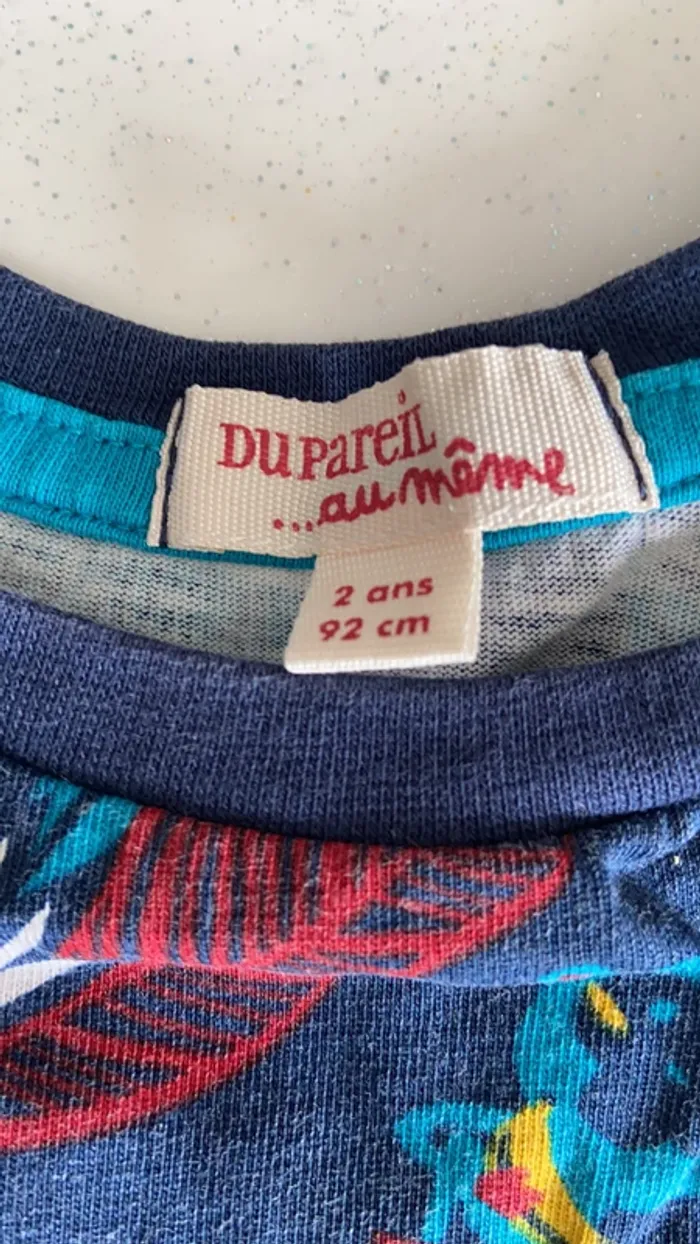 DU PAREIL
...au même
2 ans
92 cm